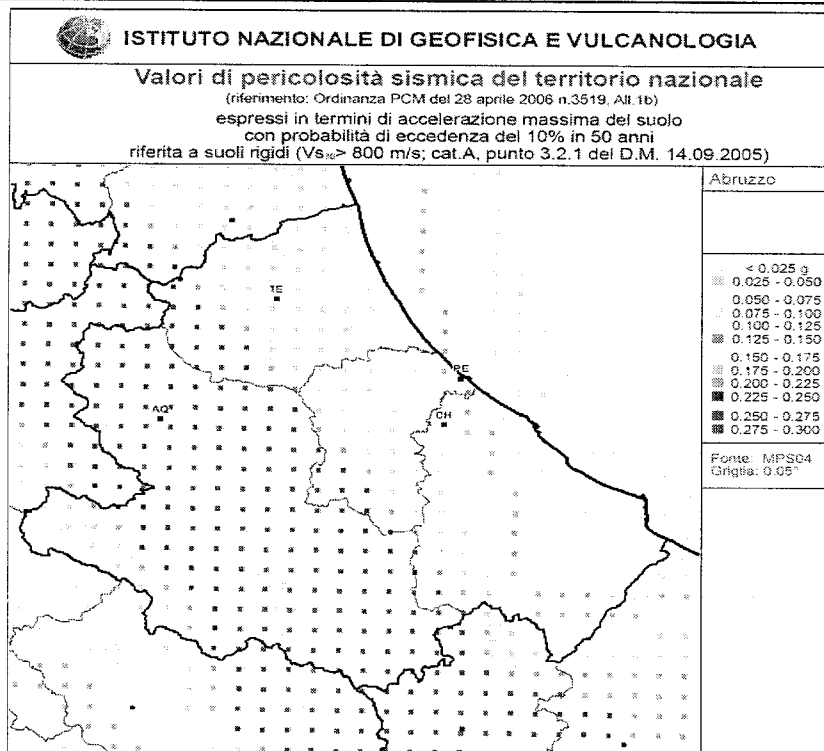 ISTITUTO NAZIONALE DI GEOFISICA E VULCANOLOGIA
Valori di pericolosità sismica del territorio nazionale
(riferimento: Ordinanza PCM del 28 aprile 2006 n.3519, All.1b)
espressi in termini di accelerazione massima del suolo
con probabilità di eccedenza del 10% in 50 anni
riferita a suoli rigidi (Vs₃₀> 800 m/s; cat.A, punto 3.2.1 del D.M. 14.09.2005)
Abruzzo
< 0.025 g
0.025 - 0.050
0.050 - 0.075
0.075 - 0.100
0.100 - 0.125
0.125 - 0.150
0.150 - 0.175
0.175 - 0.200
0.200 - 0.225
0.225 - 0.250
0.250 - 0.275
0.275 - 0.300
Fonte: MPS04
Griglia: 0.05°
TE
PE
AQ
CH